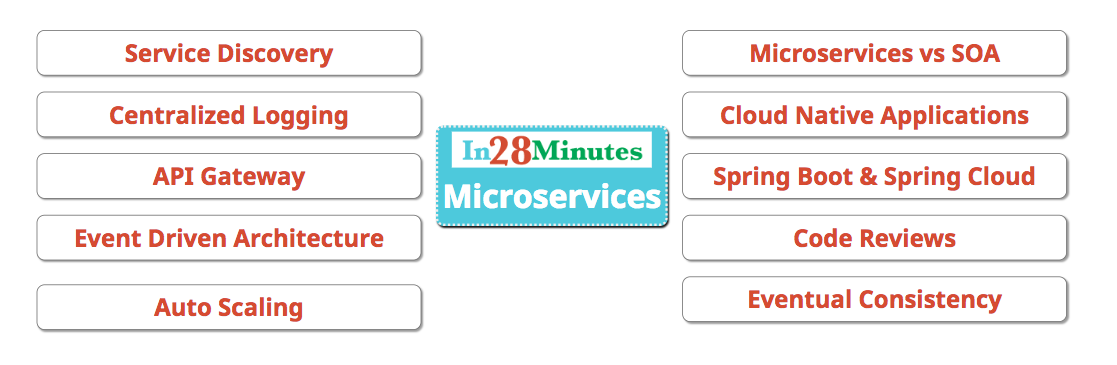 Service Discovery
Centralized Logging
API Gateway
Event Driven Architecture
Auto Scaling
In28Minutes
Microservices
Microservices vs SOA
Cloud Native Applications
Spring Boot & Spring Cloud
Code Reviews
Eventual Consistency